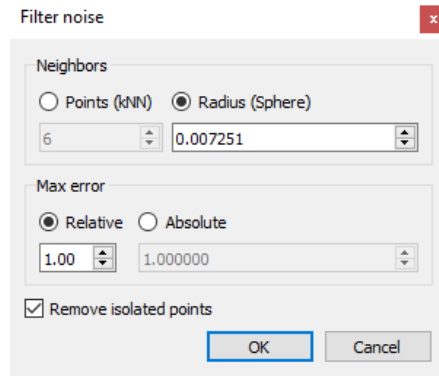 Filter noise
x
Neighbors
Points (kNN) Radius (Sphere)
6 0.007251
Max error
Relative Absolute
1.00 1.000000
Remove isolated points
OK Cancel